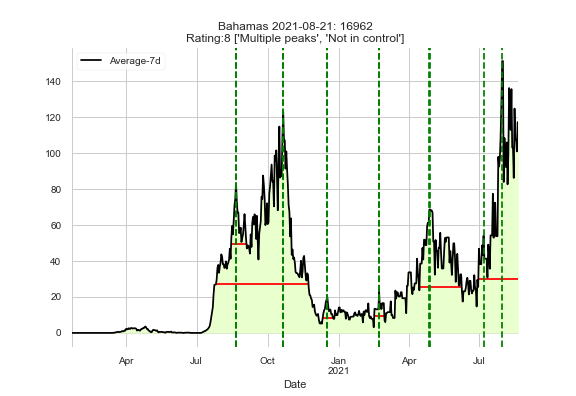 Bahamas 2021-08-21: 16962
Rating:8 ['Multiple peaks', 'Not in control']
Average-7d
140
120
100
80
60
40
20
0
Apr
Jul
Oct
Jan
2021
Apr
Jul
Date